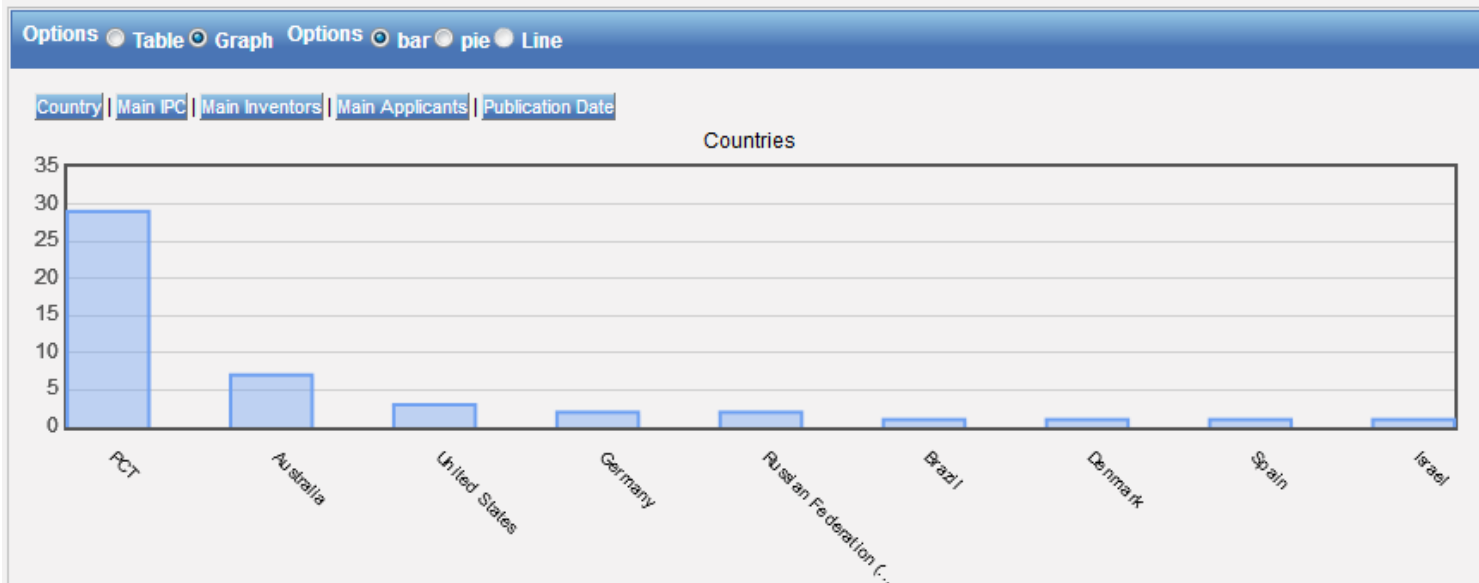 Options Table Graph Options bar pie Line
Country | Main IPC | Main Inventors | Main Applicants | Publication Date
Countries
35
30
25
20
15
10
5
0
PCT
Australia
United States
Germany
Russian Federation (...
Brazil
Denmark
Spain
Israel